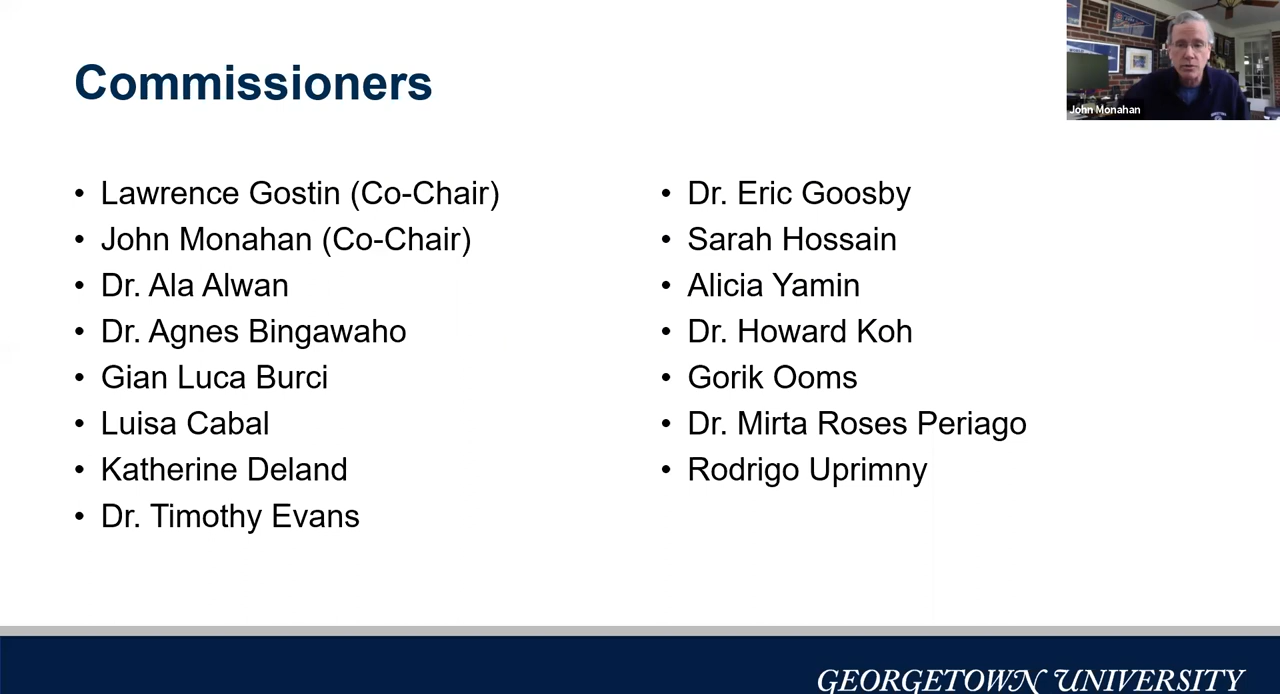 Commissioners
John Monahan
• Lawrence Gostin (Co-Chair)
• John Monahan (Co-Chair)
• Dr. Ala Alwan
• Dr. Agnes Bingawaho
• Gian Luca Burci
• Luisa Cabal
• Katherine Deland
• Dr. Timothy Evans
• Dr. Eric Goosby
• Sarah Hossain
• Alicia Yamin
• Dr. Howard Koh
• Gorik Ooms
• Dr. Mirta Roses Periago
• Rodrigo Uprimny
GEORGETOWN UNIVERSITY